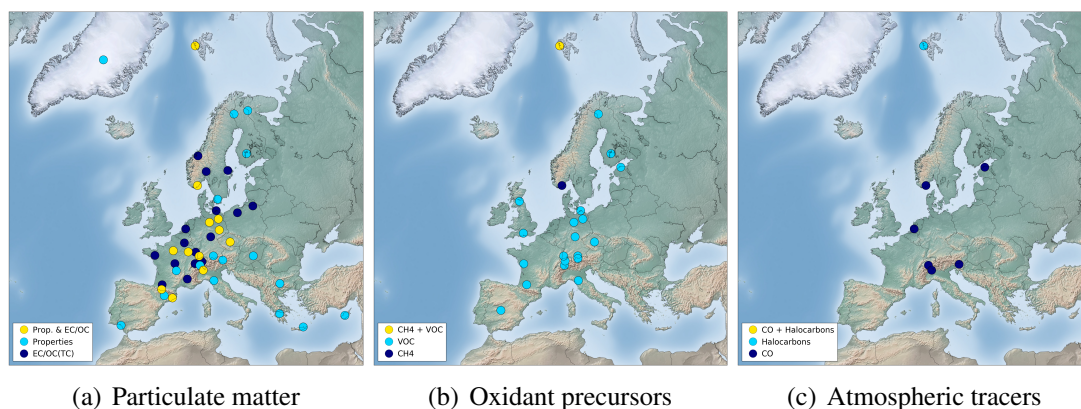 Prop. & EC/OC
Properties
EC/OC(TC)
CH4 + VOC
VOC
CH4
CO + Halocarbons
Halocarbons
CO
(a) Particulate matter
(b) Oxidant precursors
(c) Atmospheric tracers